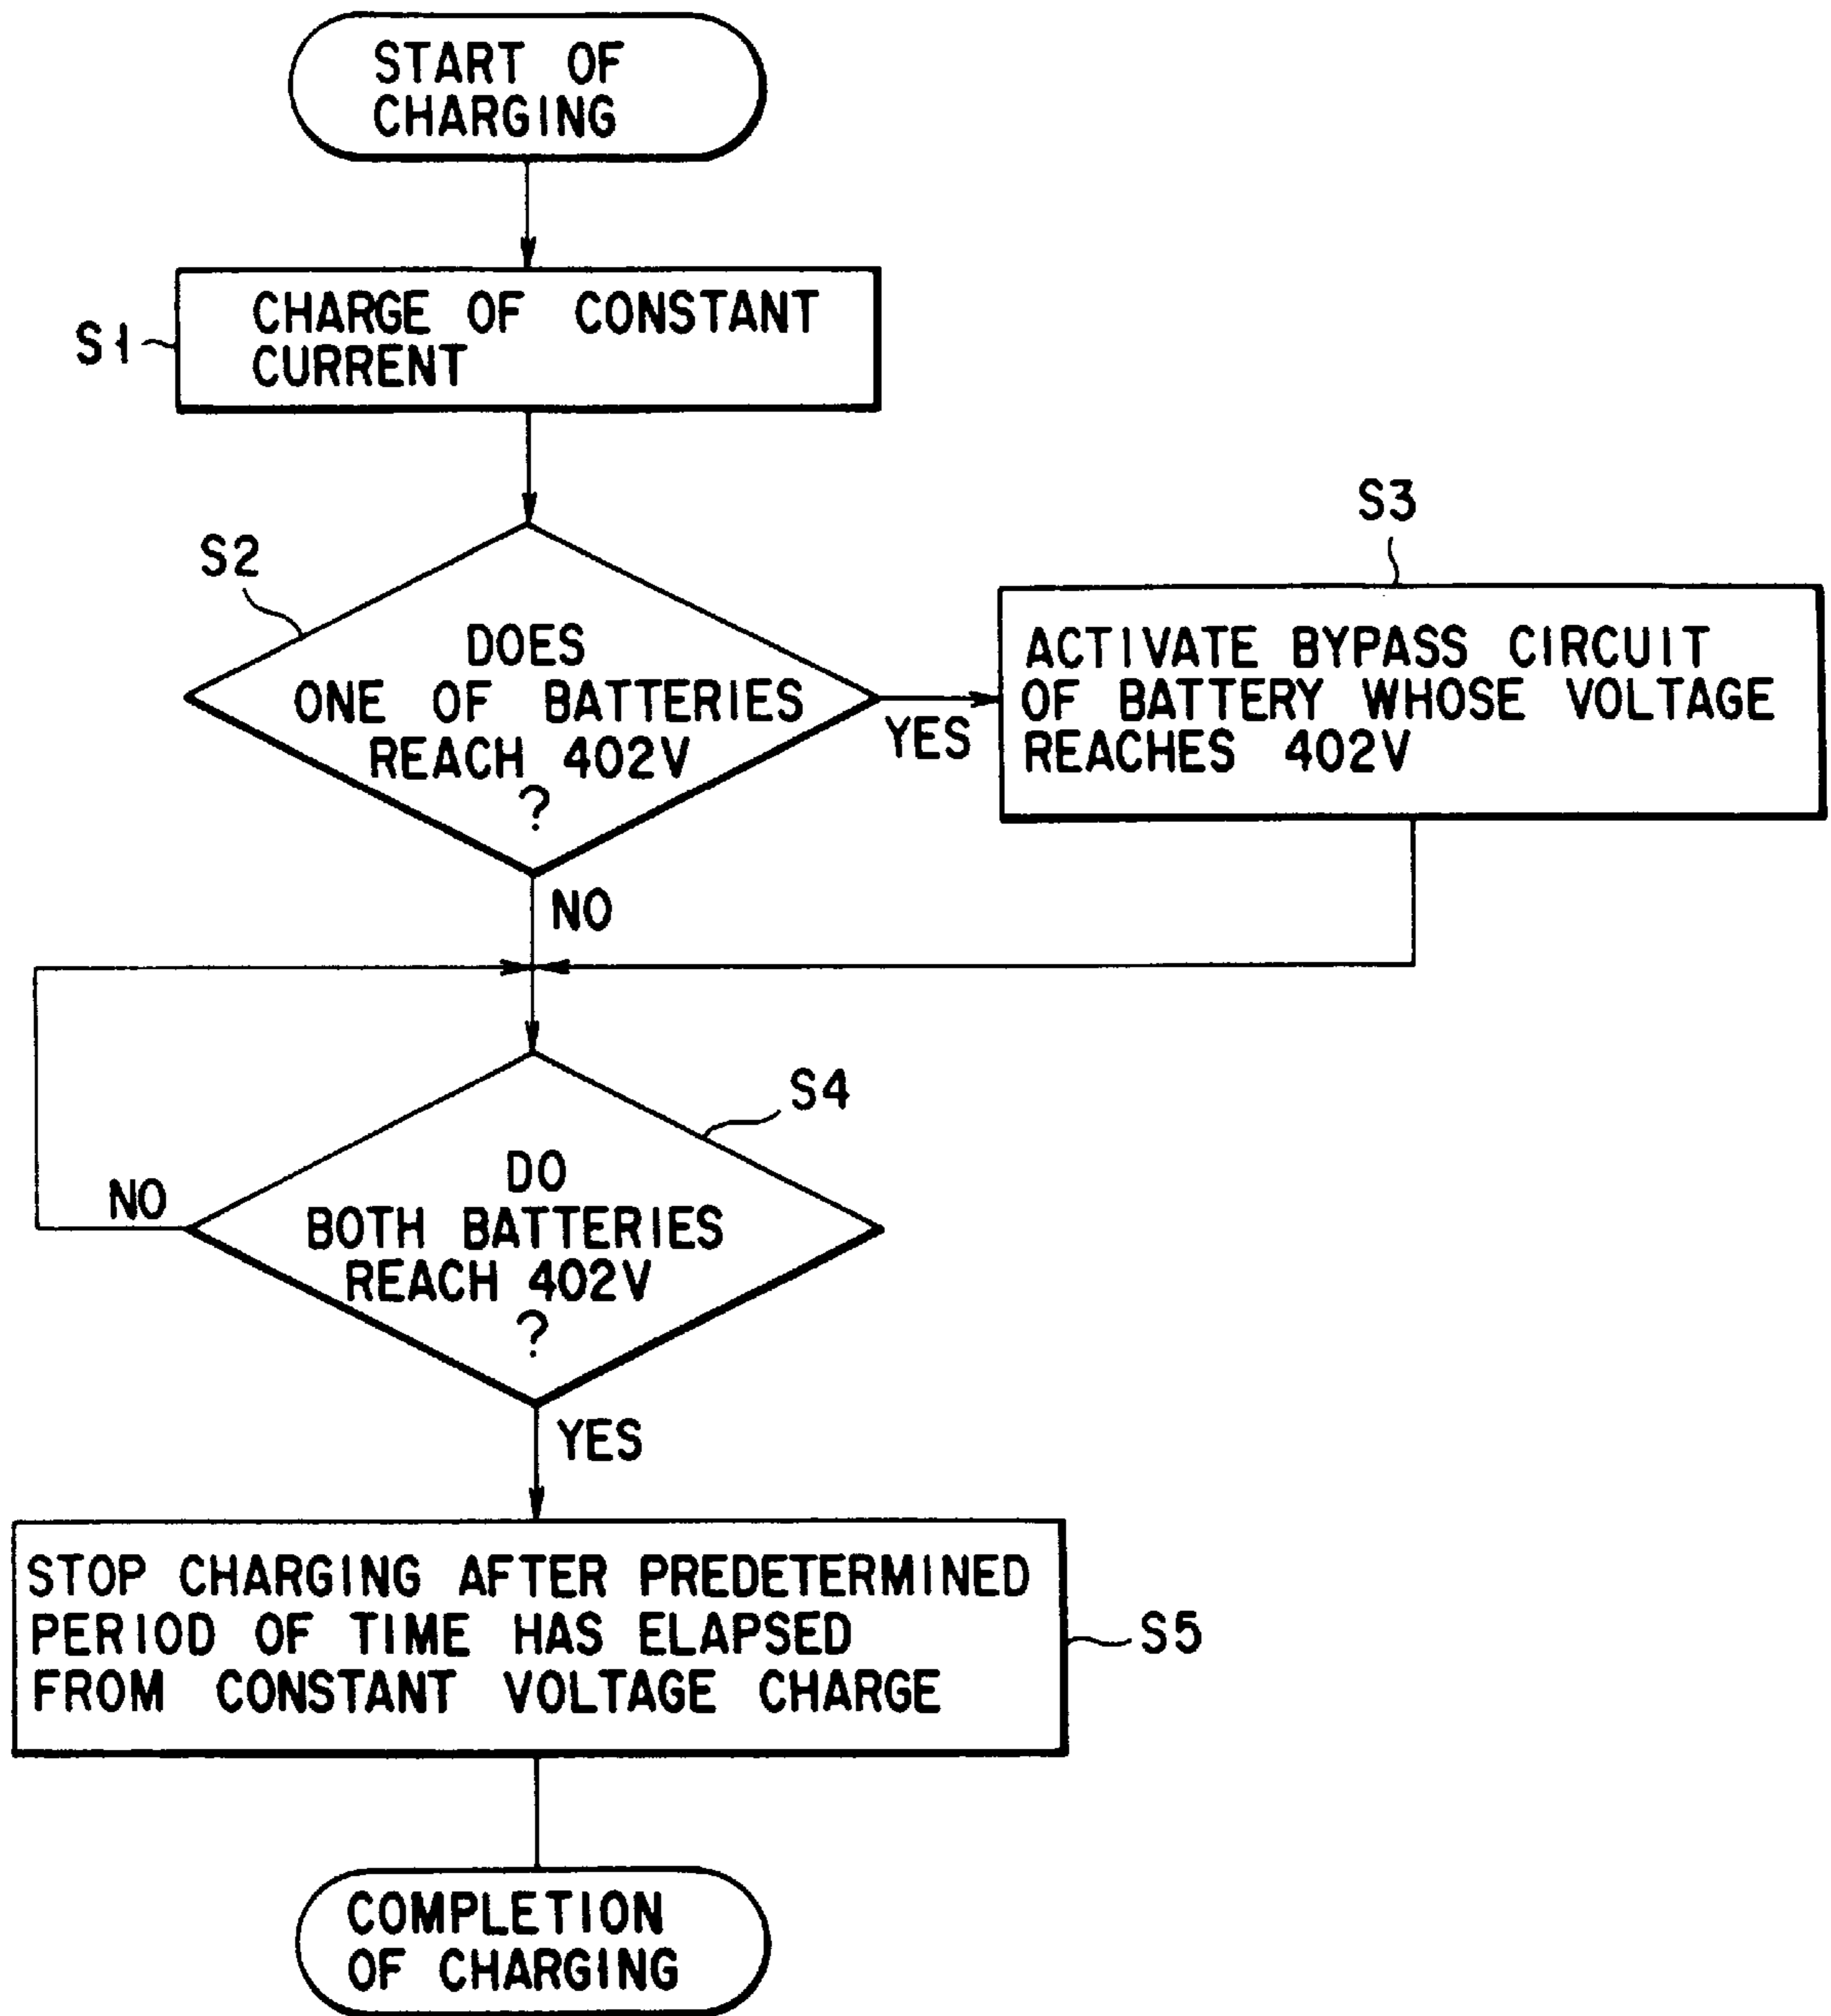 START OF
CHARGING
S1
CHARGE OF CONSTANT
CURRENT
S2
DOES
ONE OF BATTERIES
REACH 402V
?
YES
S3
ACTIVATE BYPASS CIRCUIT
OF BATTERY WHOSE VOLTAGE
REACHES 402V
NO
S4
DO
BOTH BATTERIES
REACH 402V
?
NO
YES
STOP CHARGING AFTER PREDETERMINED
PERIOD OF TIME HAS ELAPSED
FROM CONSTANT VOLTAGE CHARGE
S5
COMPLETION
OF CHARGING